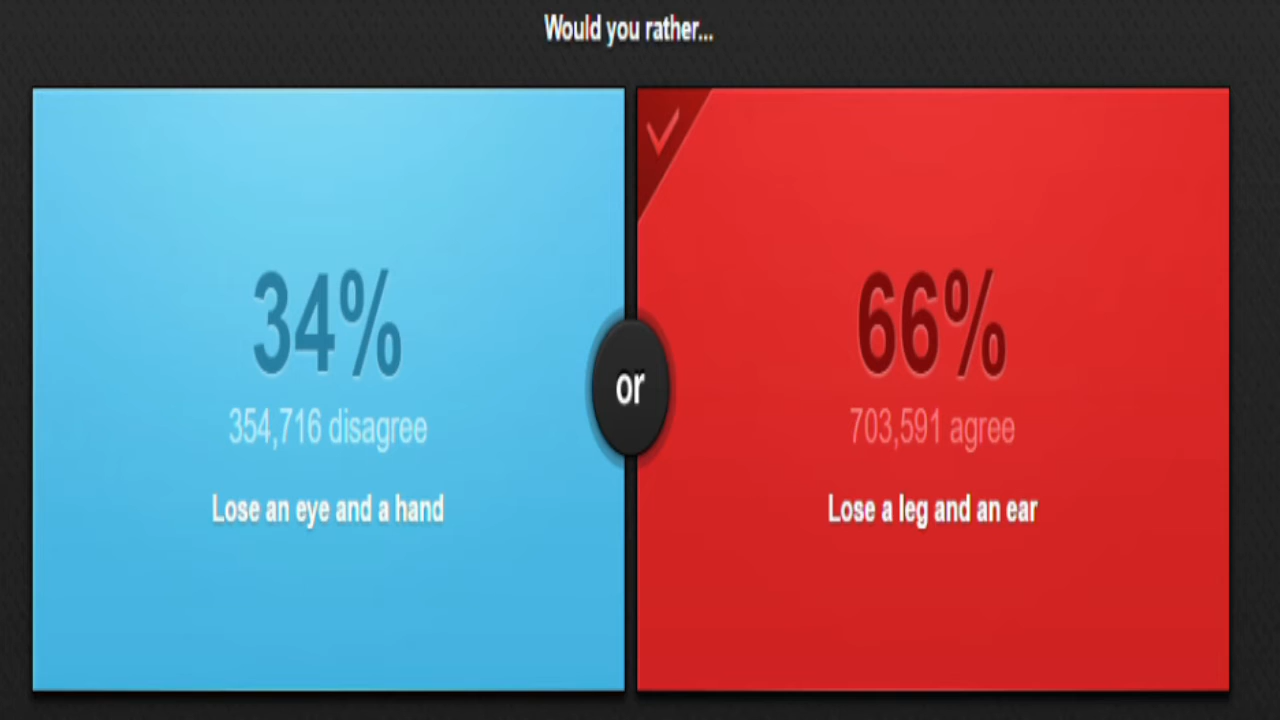 Would you rather...
34%
354,716 disagree
Lose an eye and a hand
or
66%
703,591 agree
Lose a leg and an ear